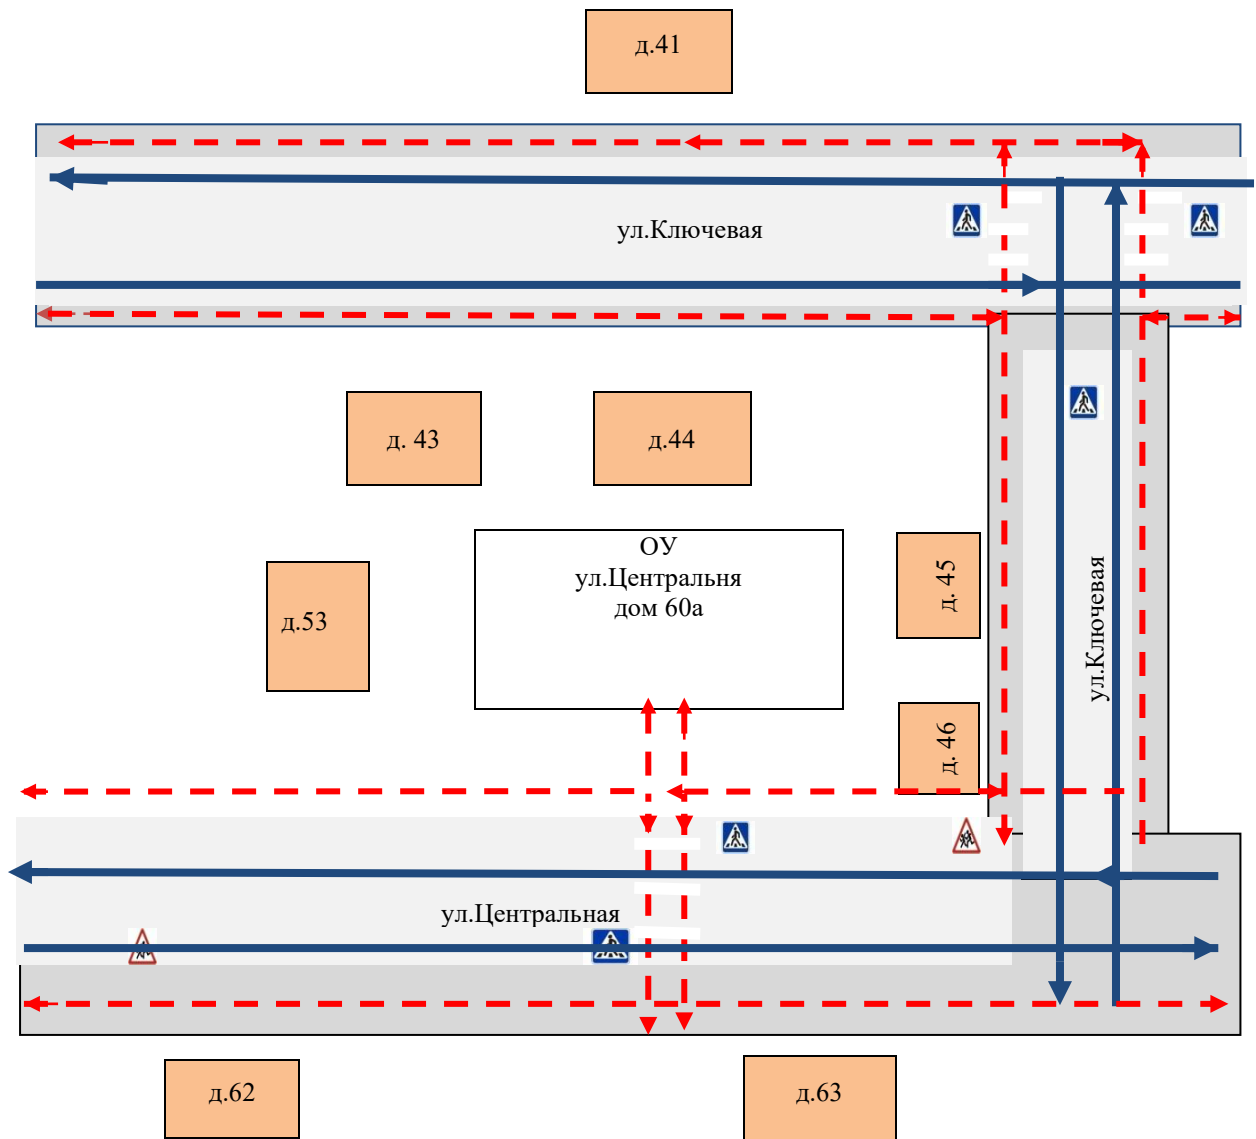 д.41
ул.Ключевая
д. 43
д.44
ОУ
ул.Центральня
дом 60а
д. 45
д.53
ул.Ключевая
д. 46
ул.Центральная
д.62
д.63